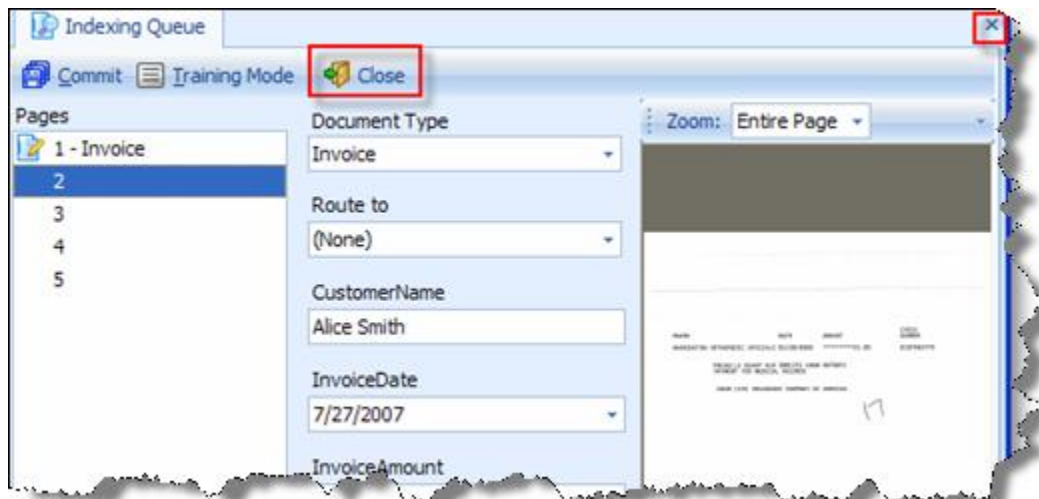 Indexing Queue
Commit Training Mode Close
Pages
1 - Invoice
2
3
4
5
Document Type
Invoice
Route to
(None)
CustomerName
Alice Smith
InvoiceDate
7/27/2007
InvoiceAmount
Zoom: Entire Page
17